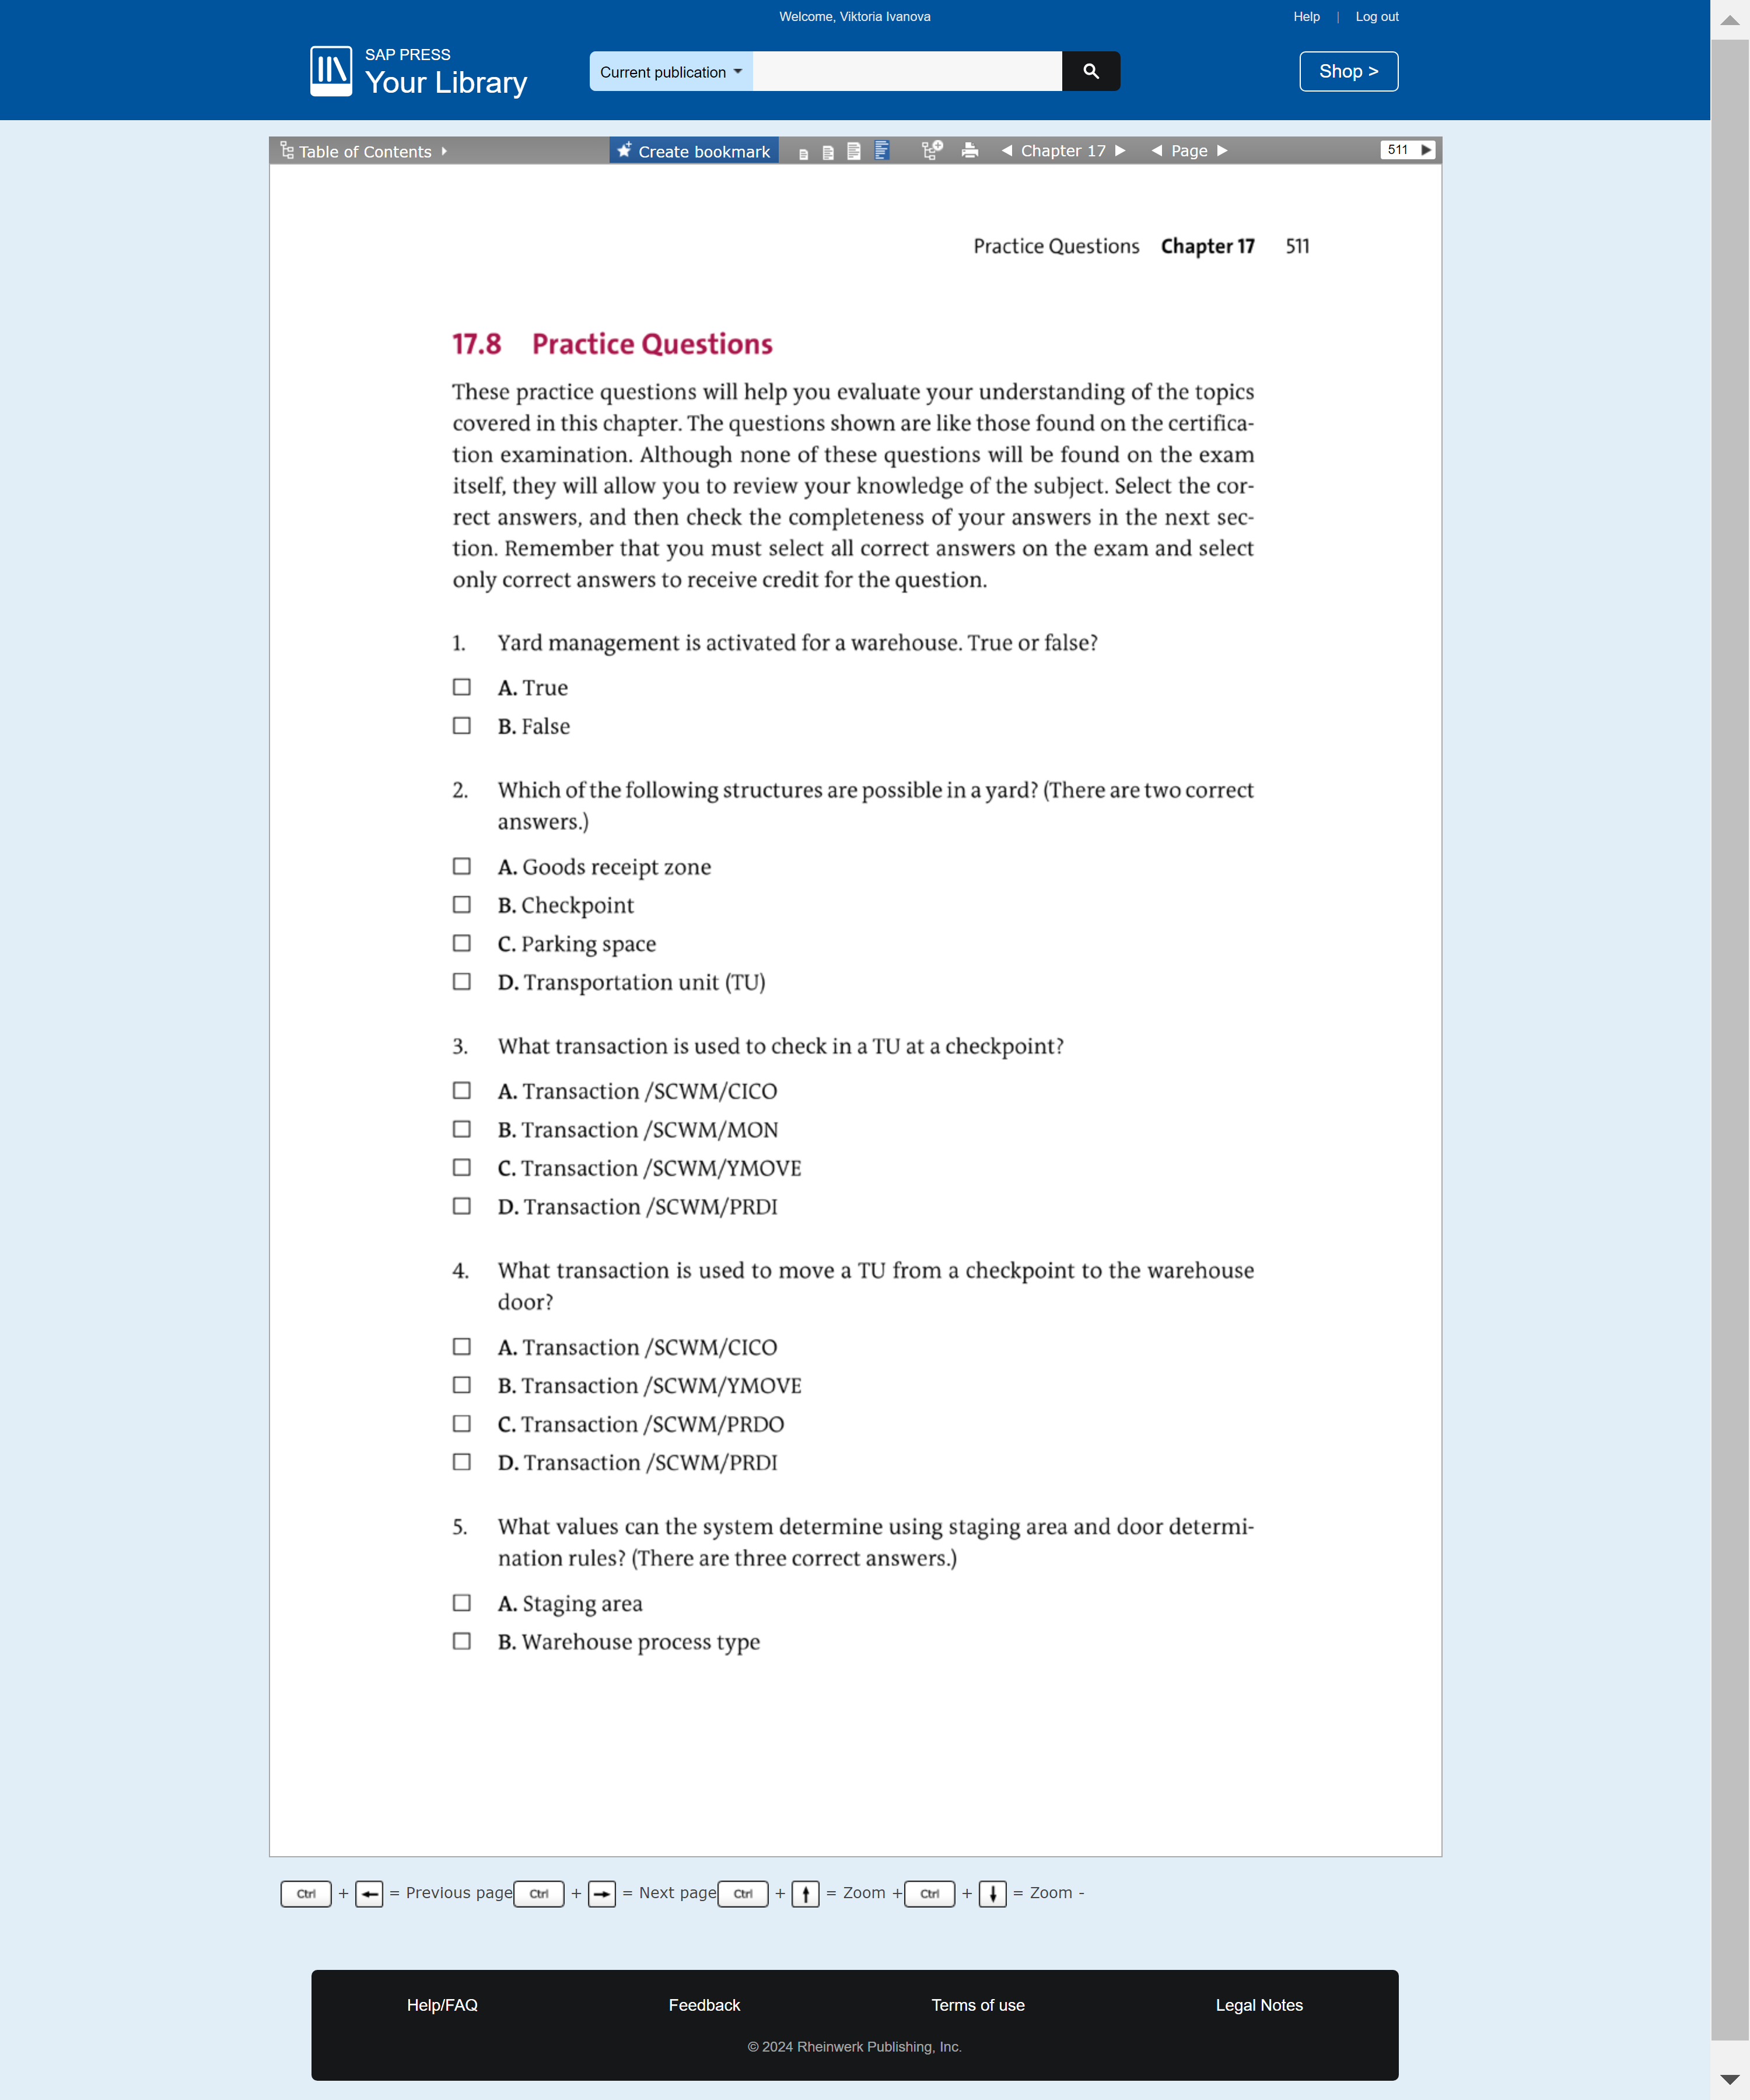 Welcome, Viktoria Ivanova
Help | Log out
SAP PRESS
Your Library
Current publication
Shop >
Table of Contents
Create bookmark
Chapter 17
Page
511
Practice Questions Chapter 17 511
17.8 Practice Questions
These practice questions will help you evaluate your understanding of the topics
covered in this chapter. The questions shown are like those found on the certifica-
tion examination. Although none of these questions will be found on the exam
itself, they will allow you to review your knowledge of the subject. Select the cor-
rect answers, and then check the completeness of your answers in the next sec-
tion. Remember that you must select all correct answers on the exam and select
only correct answers to receive credit for the question.
1. Yard management is activated for a warehouse. True or false?
A. True
B. False
2. Which of the following structures are possible in a yard? (There are two correct
answers.)
A. Goods receipt zone
B. Checkpoint
C. Parking space
D. Transportation unit (TU)
3. What transaction is used to check in a TU at a checkpoint?
A. Transaction /SCWM/CICO
B. Transaction /SCWM/MON
C. Transaction /SCWM/YMOVE
D. Transaction /SCWM/PRDI
4. What transaction is used to move a TU from a checkpoint to the warehouse
door?
A. Transaction /SCWM/CICO
B. Transaction /SCWM/YMOVE
C. Transaction /SCWM/PRDO
D. Transaction /SCWM/PRDI
5. What values can the system determine using staging area and door determi-
nation rules? (There are three correct answers.)
A. Staging area
B. Warehouse process type
Ctrl + ← = Previous page Ctrl + → = Next page Ctrl + ↑ = Zoom + Ctrl + ↓ = Zoom -
Help/FAQ Feedback Terms of use Legal Notes
© 2024 Rheinwerk Publishing, Inc.